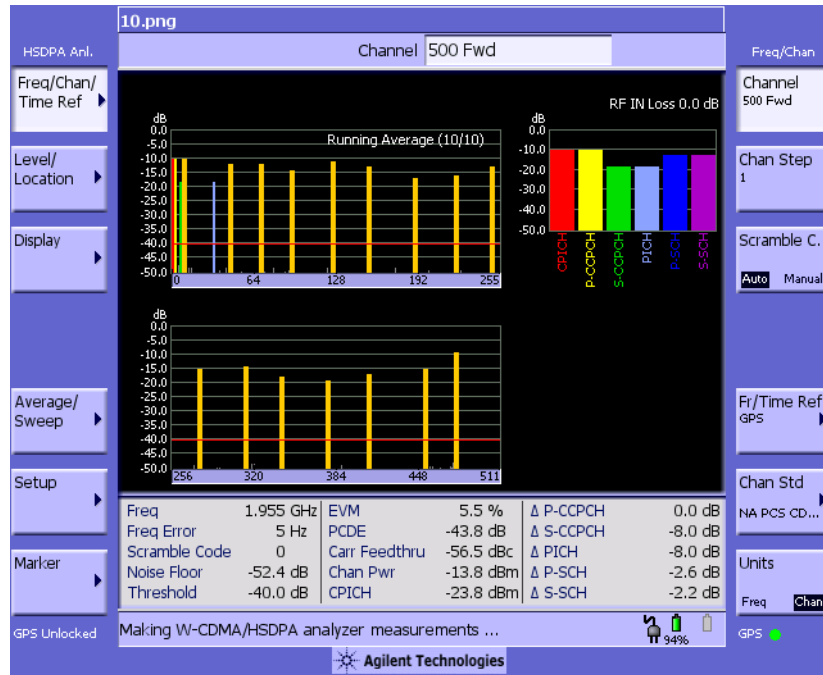 10.png
HSDPA Anl.
Channel 500 Fwd
Freq/Chan
Freq/Chan/
Time Ref
Level/
Location
Display
Average/
Sweep
Setup
Marker
GPS Unlocked
RF IN Loss 0.0 dB
dB
Running Average (10/10)
0.0
-5.0
-10.0
-15.0
-20.0
-25.0
-30.0
-35.0
-40.0
-45.0
-50.0
0 64 128 192 255
dB
0.0
-10.0
-20.0
-30.0
-40.0
-50.0
CPICH
P-CCPCH
S-CCPCH
PICH
P-SCH
S-SCH
dB
0.0
-5.0
-10.0
-15.0
-20.0
-25.0
-30.0
-35.0
-40.0
-45.0
-50.0
256 320 384 448 511
Freq 1.955 GHz EVM 5.5 % Δ P-CCPCH 0.0 dB
Freq Error 5 Hz PCDE -43.8 dB Δ S-CCPCH -8.0 dB
Scramble Code 0 Carr Feedthru -56.5 dBc Δ PICH -8.0 dB
Noise Floor -52.4 dB Chan Pwr -13.8 dBm Δ P-SCH -2.6 dB
Threshold -40.0 dB CPICH -23.8 dBm Δ S-SCH -2.2 dB
Making W-CDMA/HSDPA analyzer measurements ...
94%
Agilent Technologies
Channel
500 Fwd
Chan Step
1
Scramble C.
Auto Manual
Fr/Time Ref
GPS
Chan Std
NA PCS CD...
Units
Freq Chan
GPS